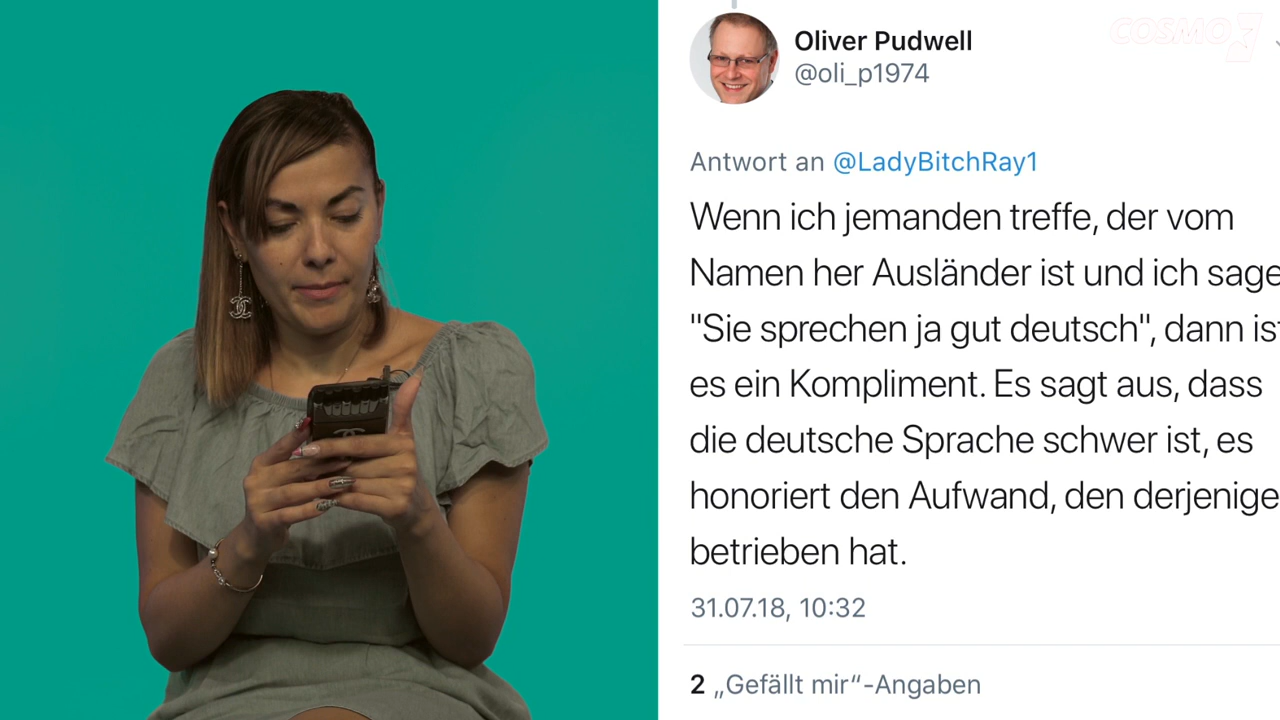 COSMO
Oliver Pudwell
@oli_p1974
Antwort an @LadyBitchRay1
Wenn ich jemanden treffe, der vom
Namen her Ausländer ist und ich sage
"Sie sprechen ja gut deutsch", dann ist
es ein Kompliment. Es sagt aus, dass
die deutsche Sprache schwer ist, es
honoriert den Aufwand, den derjenige
betrieben hat.
31.07.18, 10:32
2 „Gefällt mir“-Angaben